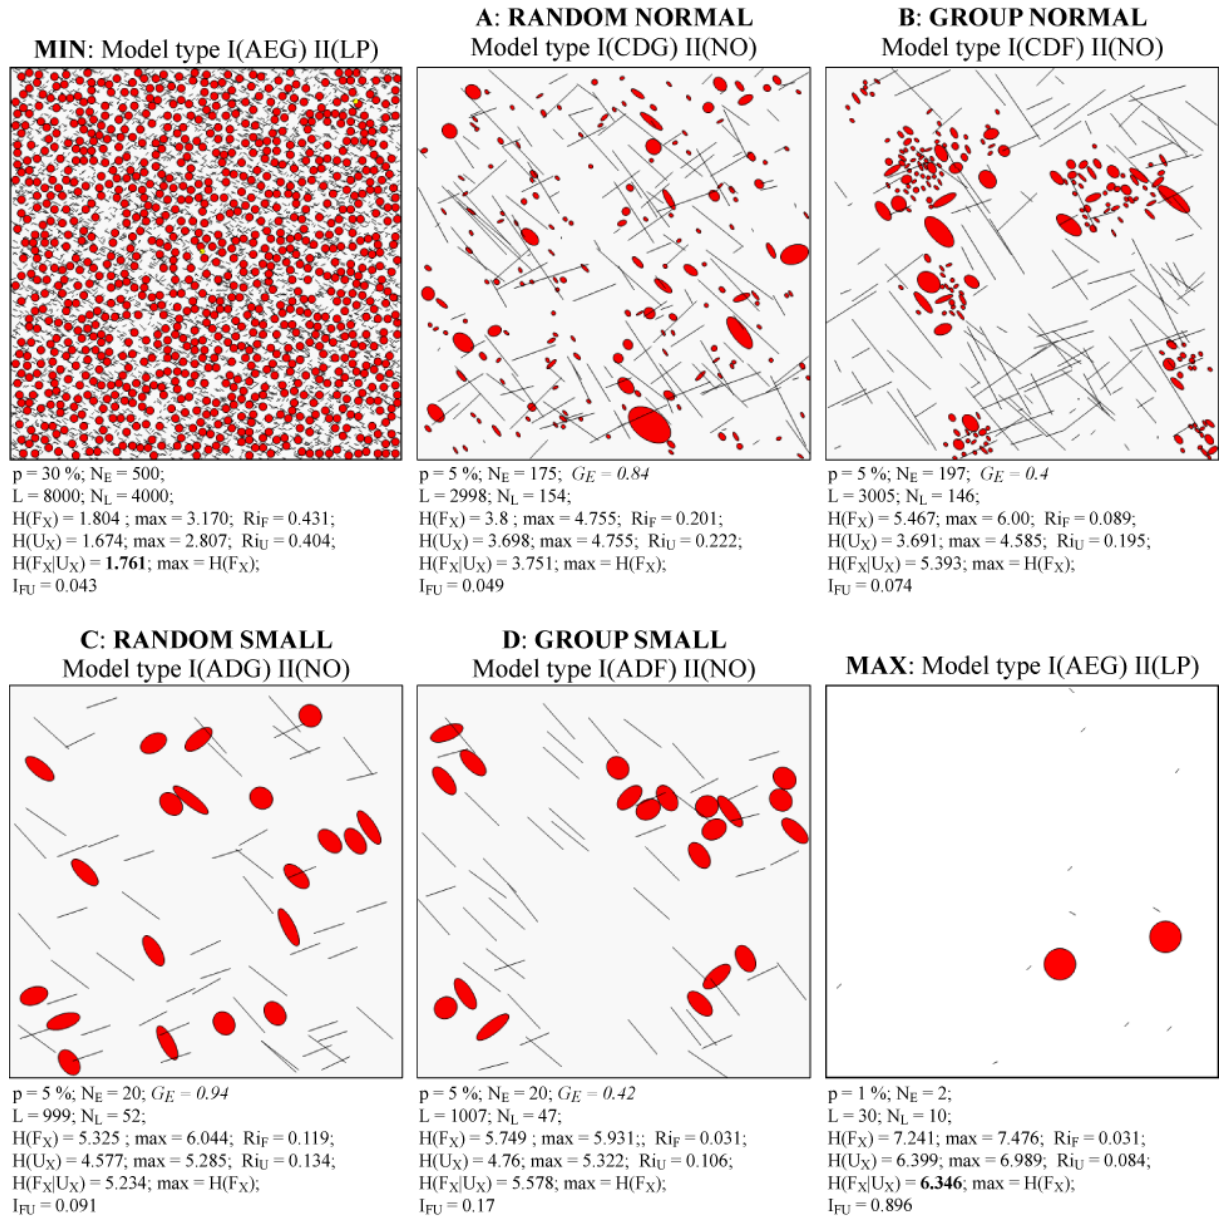 MIN: Model type I(AEG) II(LP)
p = 30 %; NE = 500;
L = 8000; NL = 4000;
H(FX) = 1.804 ; max = 3.170; RiF = 0.431;
H(UX) = 1.674; max = 2.807; RiU = 0.404;
H(FX|UX) = 1.761; max = H(FX);
IFU = 0.043
A: RANDOM NORMAL
Model type I(CDG) II(NO)
p = 5 %; NE = 175; GE = 0.84
L = 2998; NL = 154;
H(FX) = 3.8 ; max = 4.755; RiF = 0.201;
H(UX) = 3.698; max = 4.755; RiU = 0.222;
H(FX|UX) = 3.751; max = H(FX);
IFU = 0.049
B: GROUP NORMAL
Model type I(CDF) II(NO)
p = 5 %; NE = 197; GE = 0.4
L = 3005; NL = 146;
H(FX) = 5.467; max = 6.00; RiF = 0.089;
H(UX) = 3.691; max = 4.585; RiU = 0.195;
H(FX|UX) = 5.393; max = H(FX);
IFU = 0.074
C: RANDOM SMALL
Model type I(ADG) II(NO)
p = 5 %; NE = 20; GE = 0.94
L = 999; NL = 52;
H(FX) = 5.325 ; max = 6.044; RiF = 0.119;
H(UX) = 4.577; max = 5.285; RiU = 0.134;
H(FX|UX) = 5.234; max = H(FX);
IFU = 0.091
D: GROUP SMALL
Model type I(ADF) II(NO)
p = 5 %; NE = 20; GE = 0.42
L = 1007; NL = 47;
H(FX) = 5.749 ; max = 5.931;; RiF = 0.031;
H(UX) = 4.76; max = 5.322; RiU = 0.106;
H(FX|UX) = 5.578; max = H(FX);
IFU = 0.17
MAX: Model type I(AEG) II(LP)
p = 1 %; NE = 2;
L = 30; NL = 10;
H(FX) = 7.241; max = 7.476; RiF = 0.031;
H(UX) = 6.399; max = 6.989; RiU = 0.084;
H(FX|UX) = 6.346; max = H(FX);
IFU = 0.896